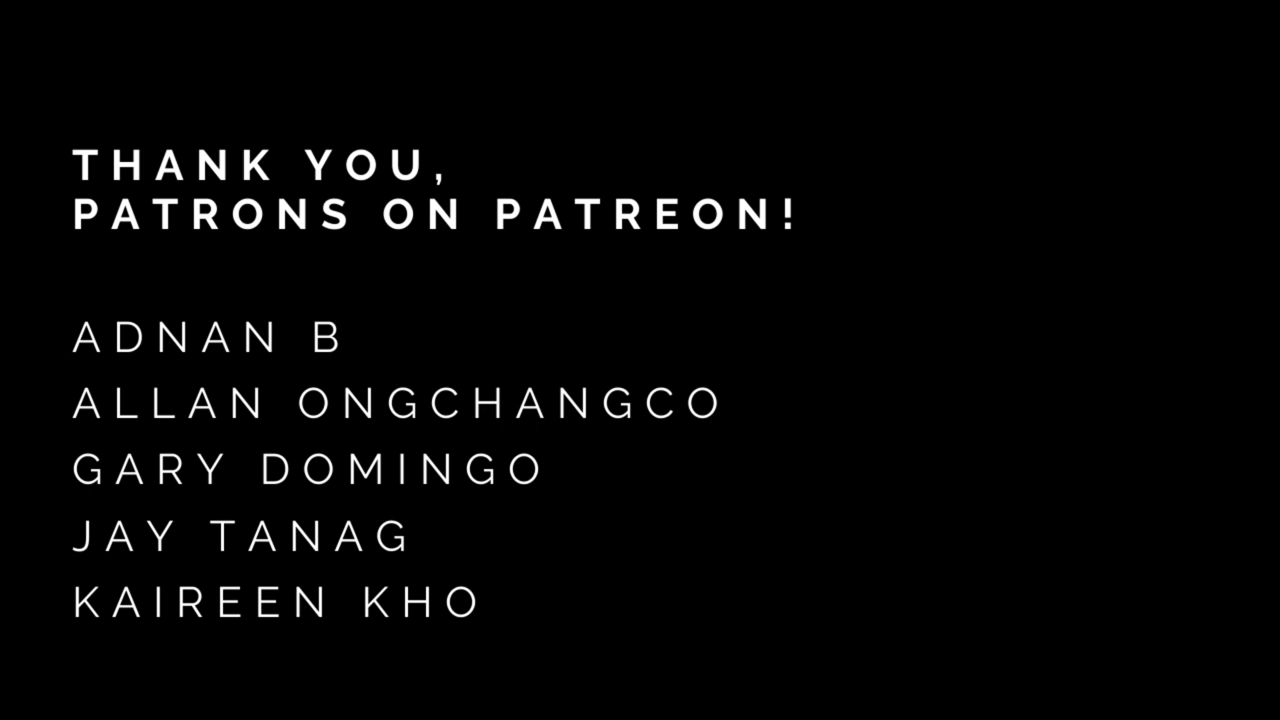 THANK YOU,
PATRONS ON PATREON!
ADNAN B
ALLAN ONGCHANGCO
GARY DOMINGO
JAY TANAG
KAIREEN KHO